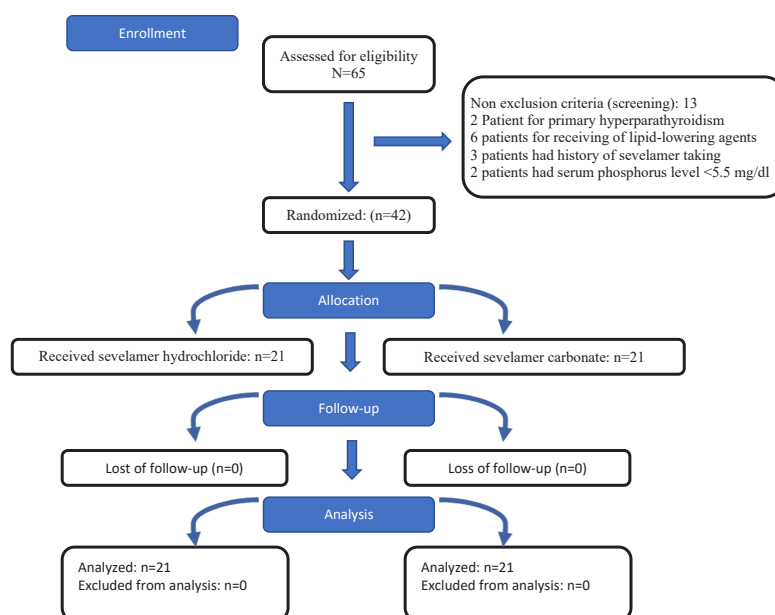 Enrollment
Assessed for eligibility
N=65
Non exclusion criteria (screening): 13
2 Patient for primary hyperparathyroidism
6 patients for receiving of lipid-lowering agents
3 patients had history of sevelamer taking
2 patients had serum phosphorus level <5.5 mg/dl
Randomized: (n=42)
Allocation
Received sevelamer hydrochloride: n=21
Received sevelamer carbonate: n=21
Follow-up
Lost of follow-up (n=0)
Loss of follow-up (n=0)
Analysis
Analyzed: n=21
Excluded from analysis: n=0
Analyzed: n=21
Excluded from analysis: n=0